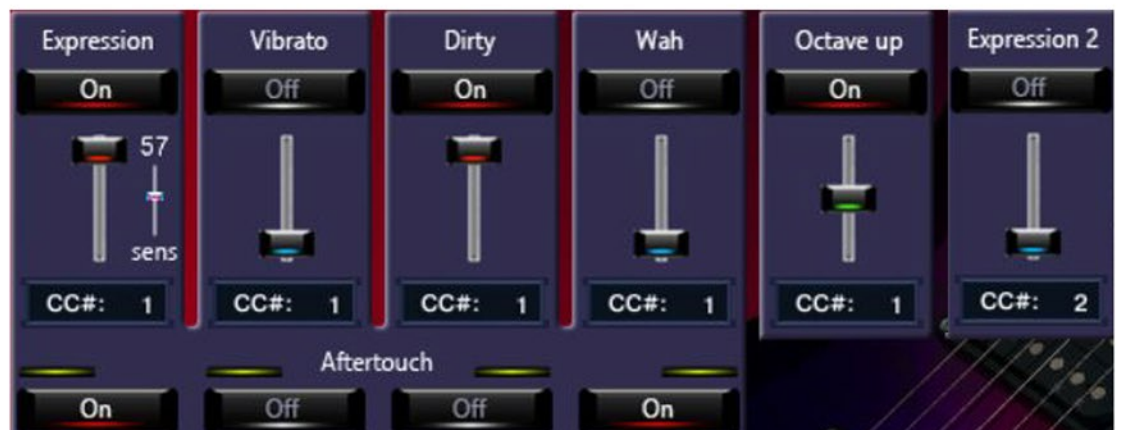 Expression Vibrato Dirty Wah Octave up Expression 2
On Off On Off On Off
57
sens
CC#: 1 CC#: 1 CC#: 1 CC#: 1 CC#: 1 CC#: 2
Aftertouch
On Off Off On